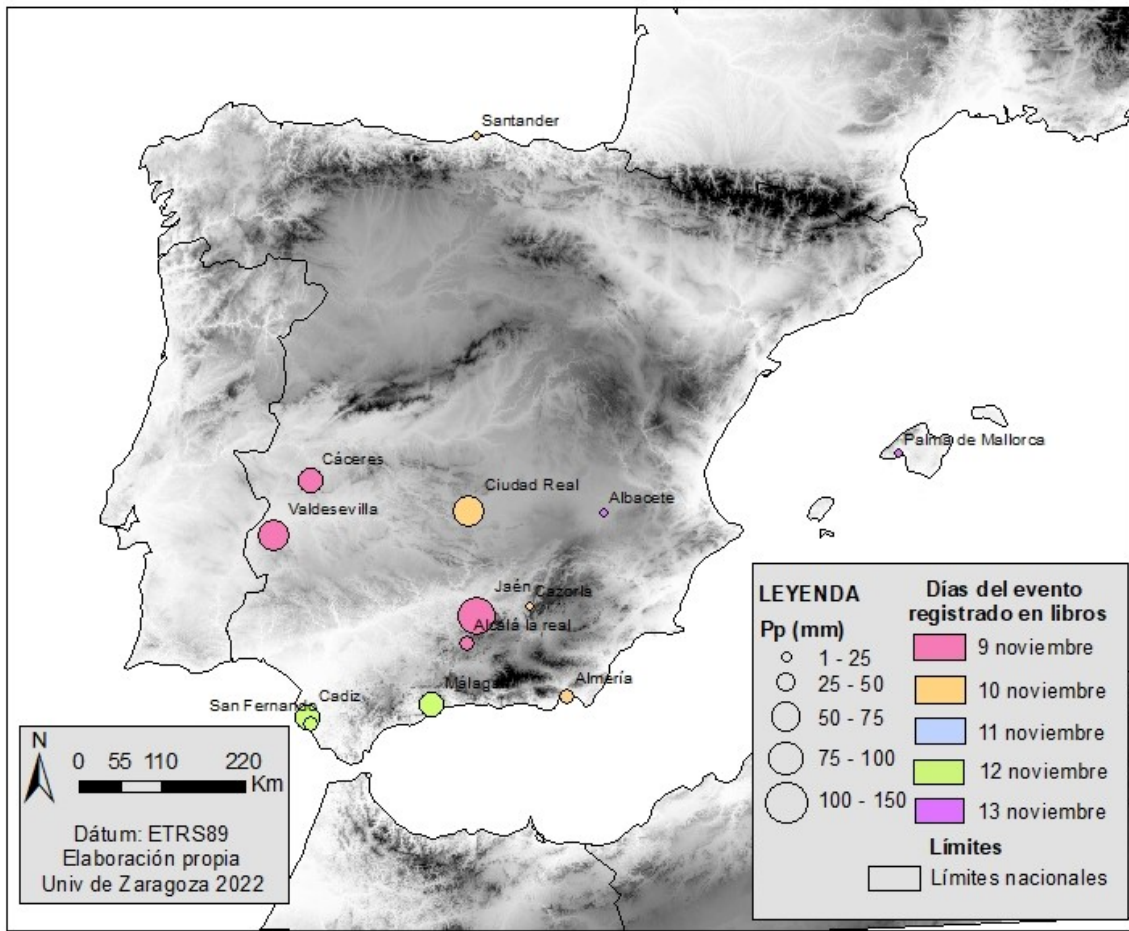 Santander
Palma de Mallorca
Cáceres
Ciudad Real
Albacete
Valdesevilla
Jaén
Cazorla
Alcalá la real
Almería
Málaga
Cadiz
San Fernando
N
0 55 110 220
Km
Dátum: ETRS89
Elaboración propia
Univ de Zaragoza 2022
LEYENDA
Pp (mm)
1 - 25
25 - 50
50 - 75
75 - 100
100 - 150
Días del evento
registrado en libros
9 noviembre
10 noviembre
11 noviembre
12 noviembre
13 noviembre
Límites
Límites nacionales